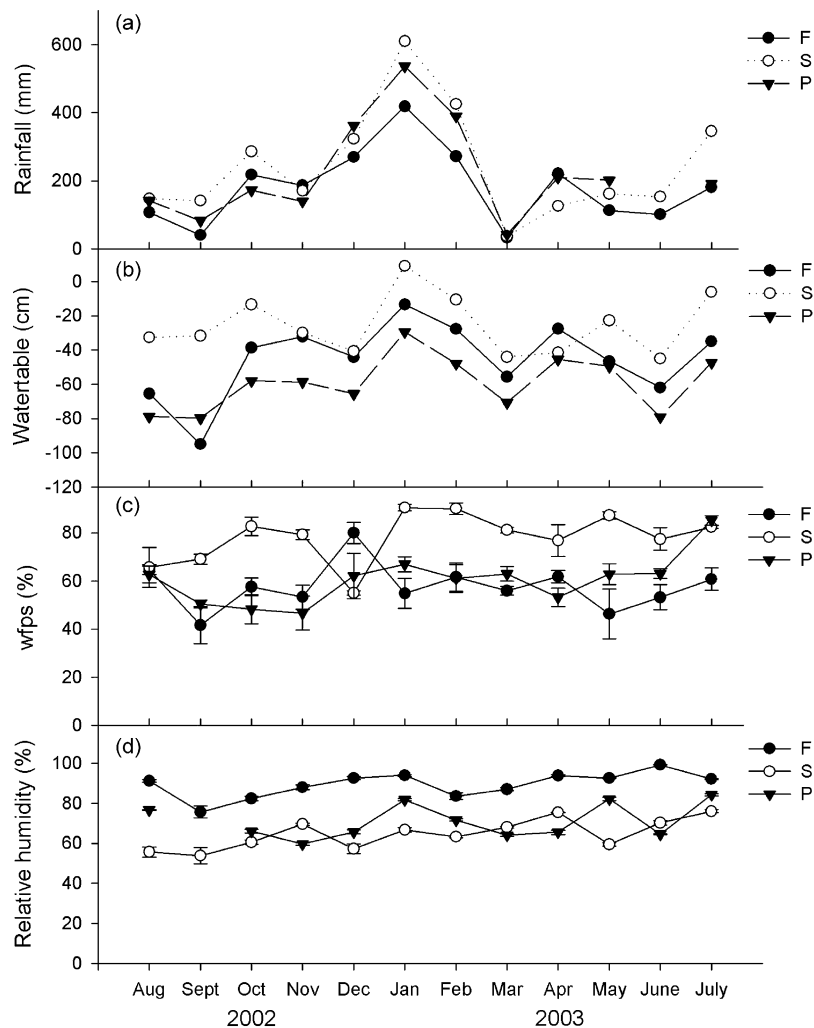 (a)
Rainfall (mm)
600
400
200
0
F
S
P
(b)
Watertable (cm)
0
-20
-40
-60
-80
-100
-120
F
S
P
(c)
wfps (%)
80
60
40
20
0
F
S
P
(d)
Relative humidity (%)
100
80
60
40
20
0
F
S
P
Aug Sept Oct Nov Dec Jan Feb Mar Apr May June July
2002 2003